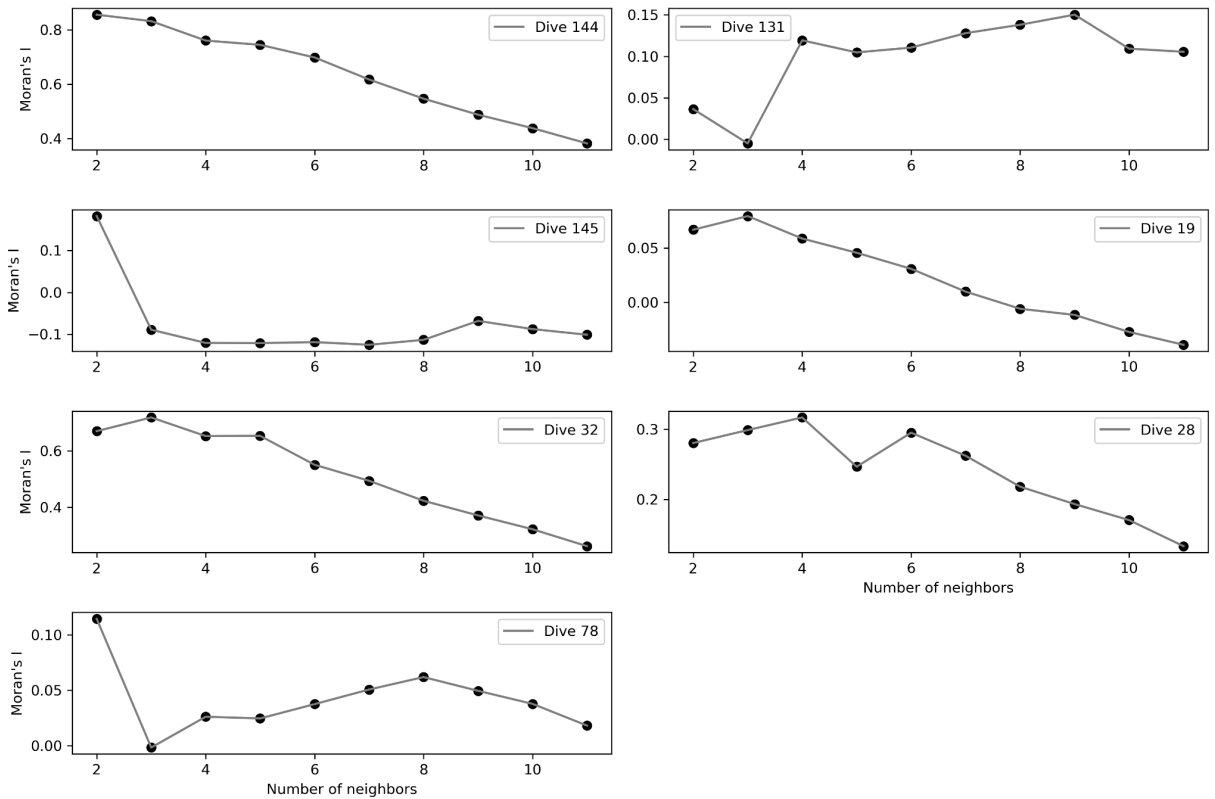 Moran's I
0.8
0.6
0.4
Dive 144
2 4 6 8 10
0.15
0.10
0.05
0.00
Dive 131
2 4 6 8 10
Moran's I
0.1
0.0
−0.1
Dive 145
2 4 6 8 10
0.05
0.00
Dive 19
2 4 6 8 10
Moran's I
0.6
0.4
Dive 32
2 4 6 8 10
0.3
0.2
Dive 28
2 4 6 8 10
Number of neighbors
Moran's I
0.10
0.05
0.00
Dive 78
2 4 6 8 10
Number of neighbors